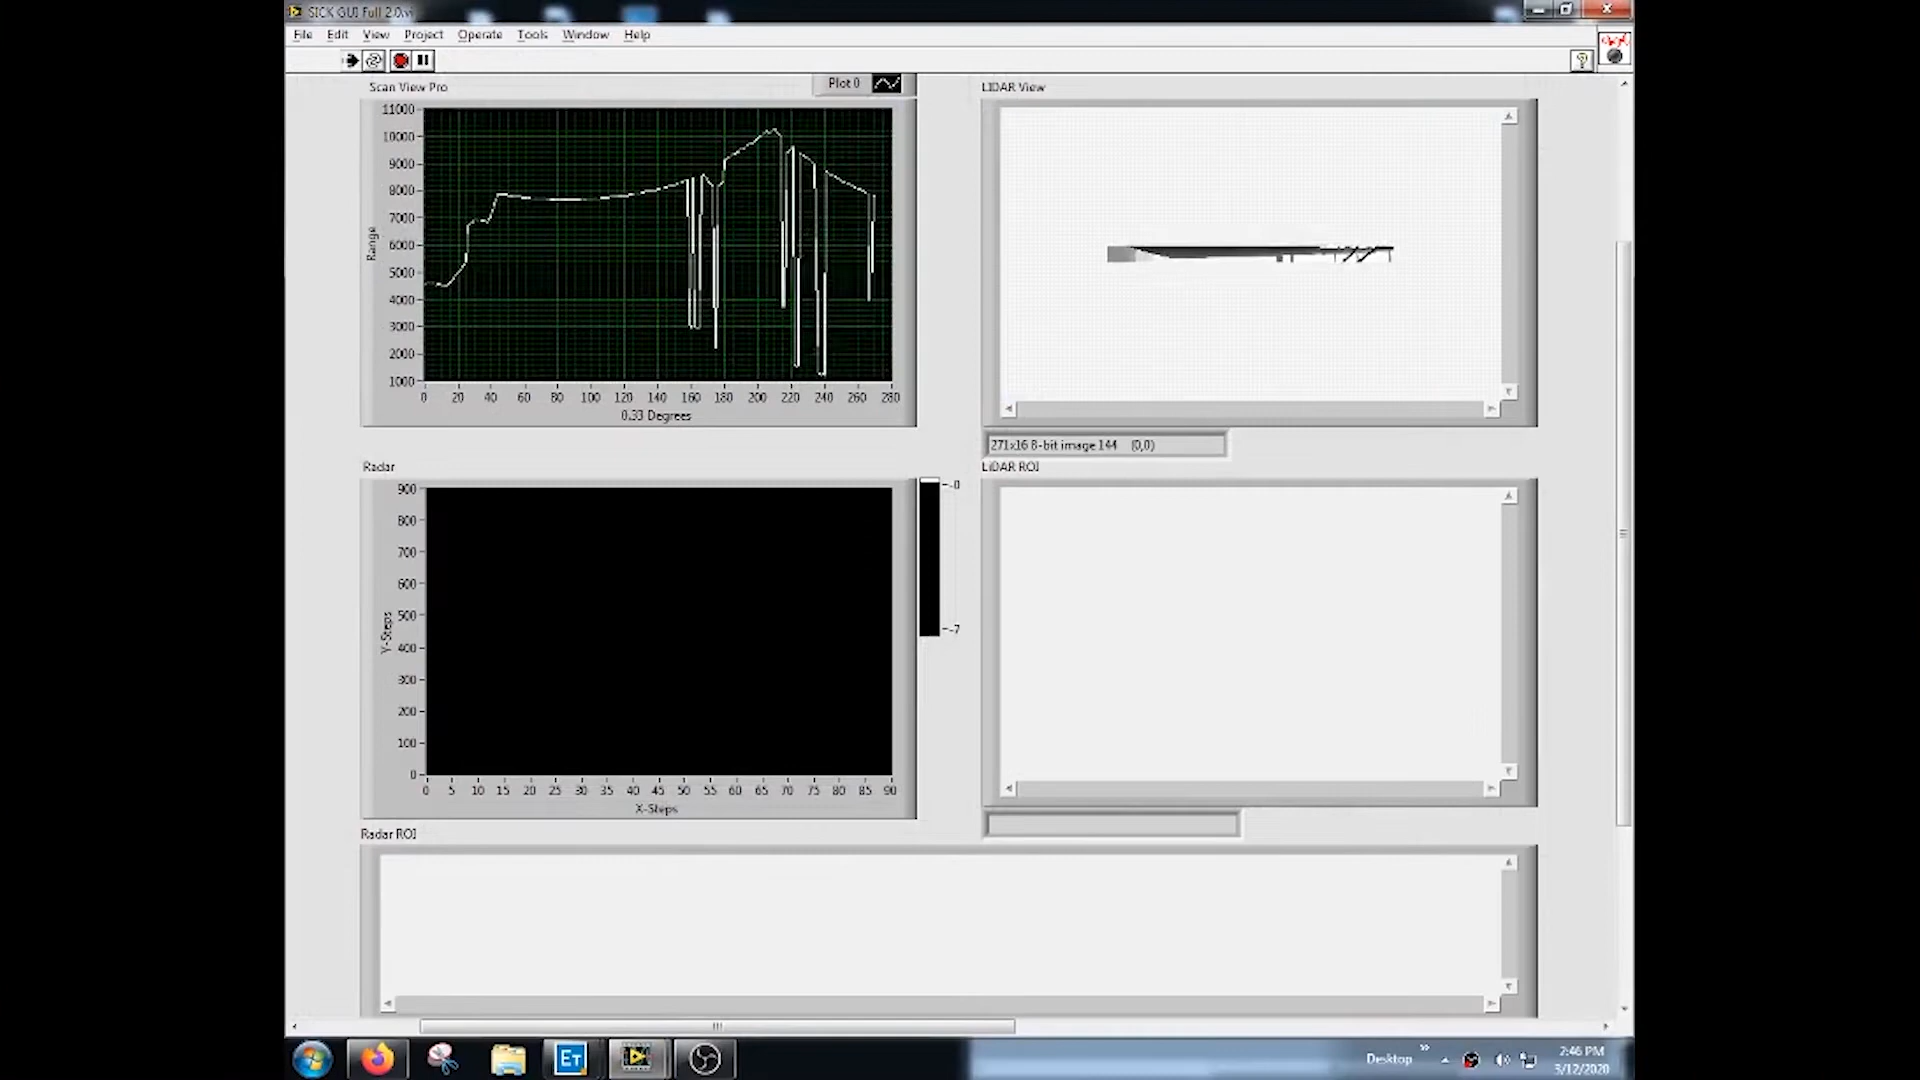 SICK GUI Full 2.0.vi
File Edit View Project Operate Tools Window Help
Scan View Pro
Plot 0
11000
10000
9000
8000
7000
6000
5000
4000
3000
2000
1000
Range
0 20 40 60 80 100 120 140 160 180 200 220 240 260 280
0.33 Degrees
LIDAR View
271x16 8-bit image 144 (0,0)
Radar
900
800
700
600
500
400
300
200
100
0
Y-Steps
0 5 10 15 20 25 30 35 40 45 50 55 60 65 70 75 80 85 90
X-Steps
-0
-7
LiDAR ROI
Radar ROI
ET
Desktop
2:46 PM
3/12/2020